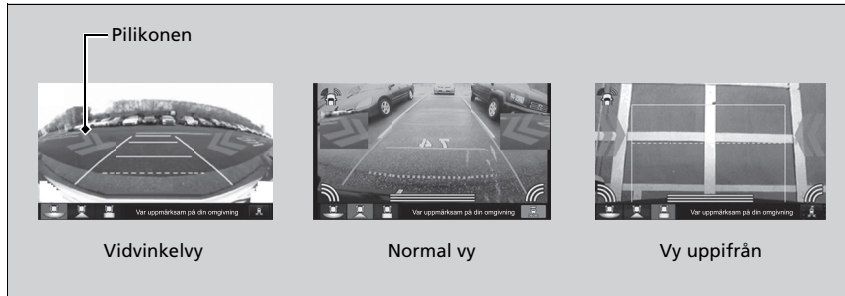 Pilikonen
Var uppmärksam på din omgivning
Var uppmärksam på din omgivning
Var uppmärksam på din omgivning
Vidvinkelvy
Normal vy
Vy uppifrån